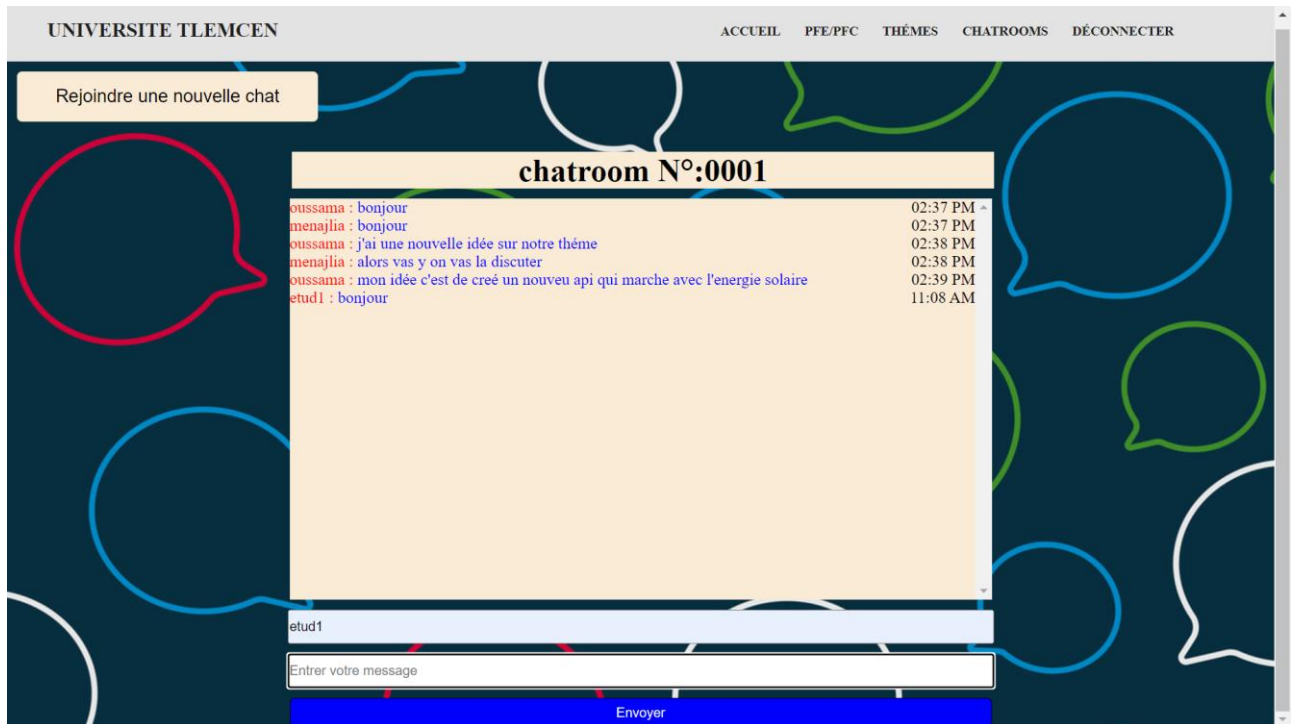 UNIVERSITE TLEMCEN ACCUEIL PFE/PFC THÉMES CHATROOMS DÉCONNECTER
Rejoindre une nouvelle chat
chatroom N°:0001
oussama : bonjour 02:37 PM
menajlia : bonjour 02:37 PM
oussama : j'ai une nouvelle idée sur notre théme 02:38 PM
menajlia : alors vas y on vas la discuter 02:38 PM
oussama : mon idée c'est de creé un nouveu api qui marche avec l'energie solaire 02:39 PM
etud1 : bonjour 11:08 AM
etud1
Entrer votre message
Envoyer